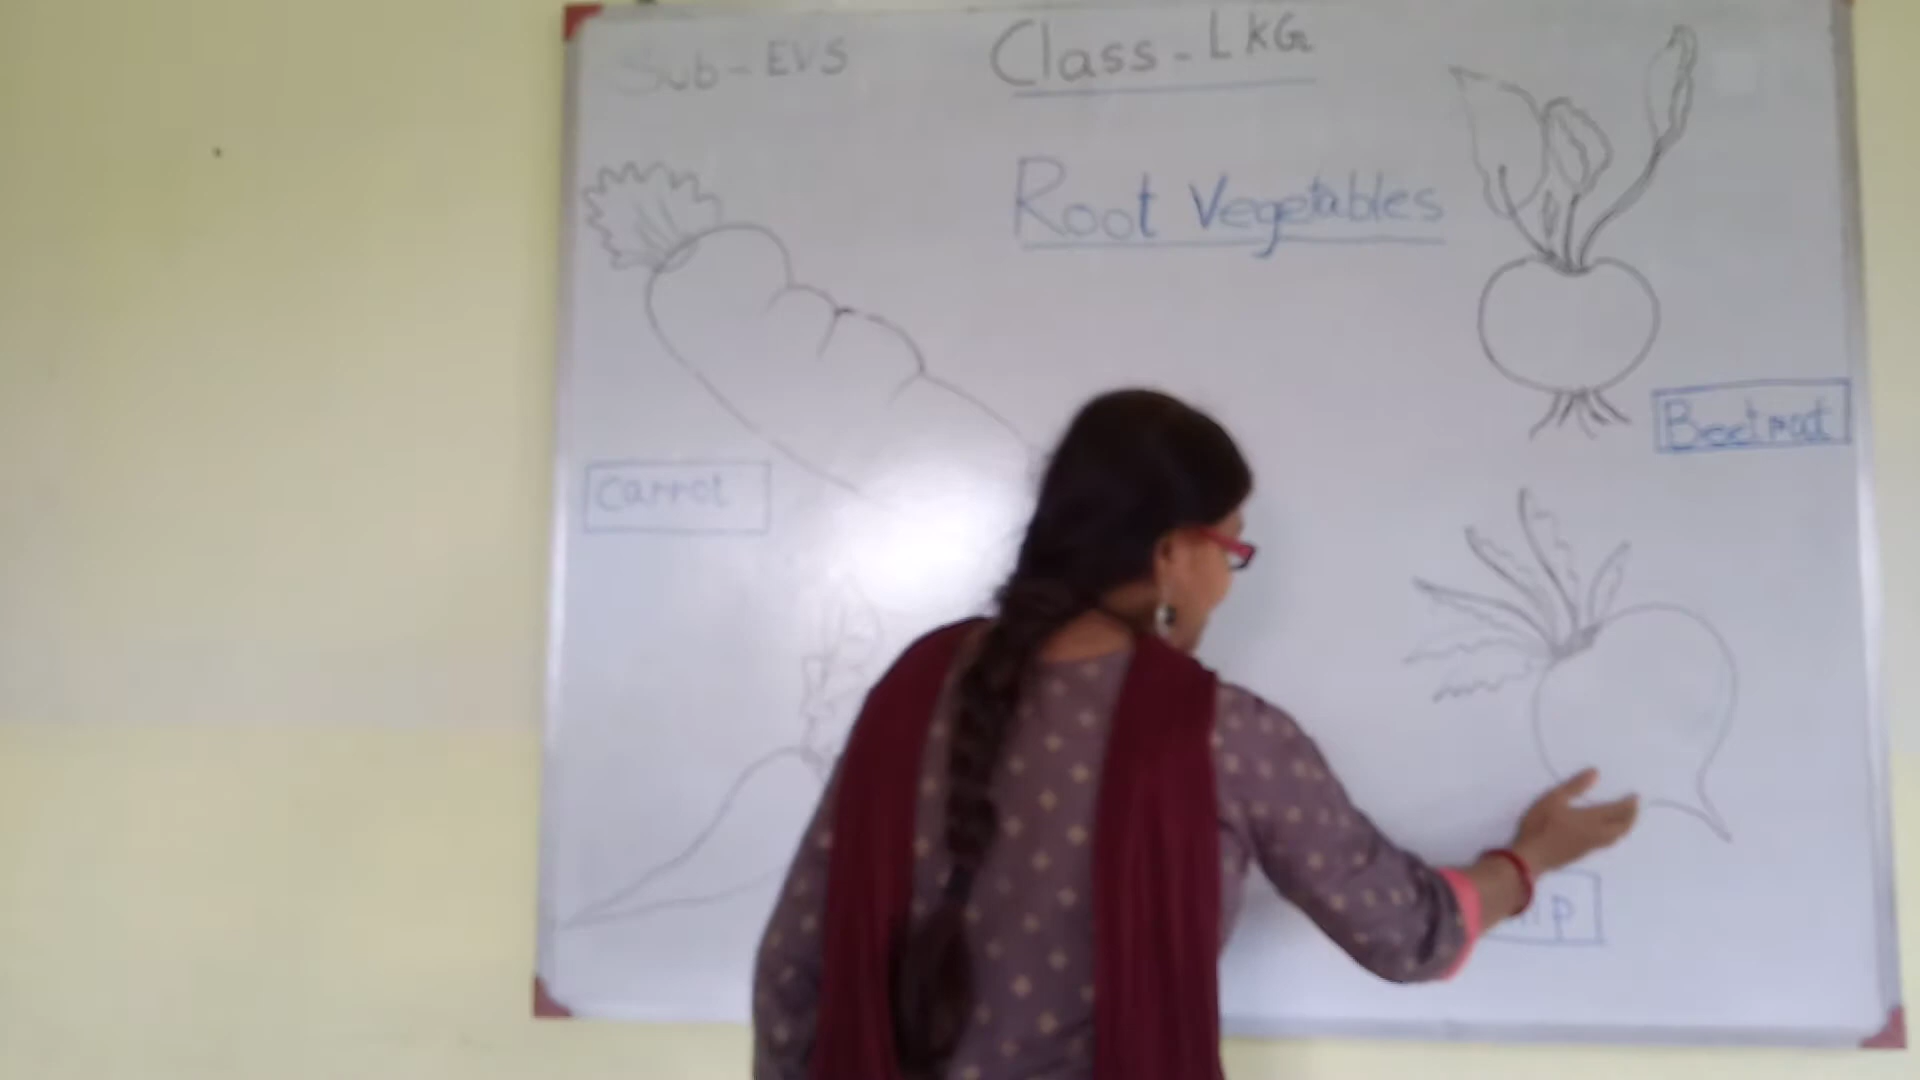 Sub - EVS
Class - LKG
Root Vegetables
Beetroot
carrot